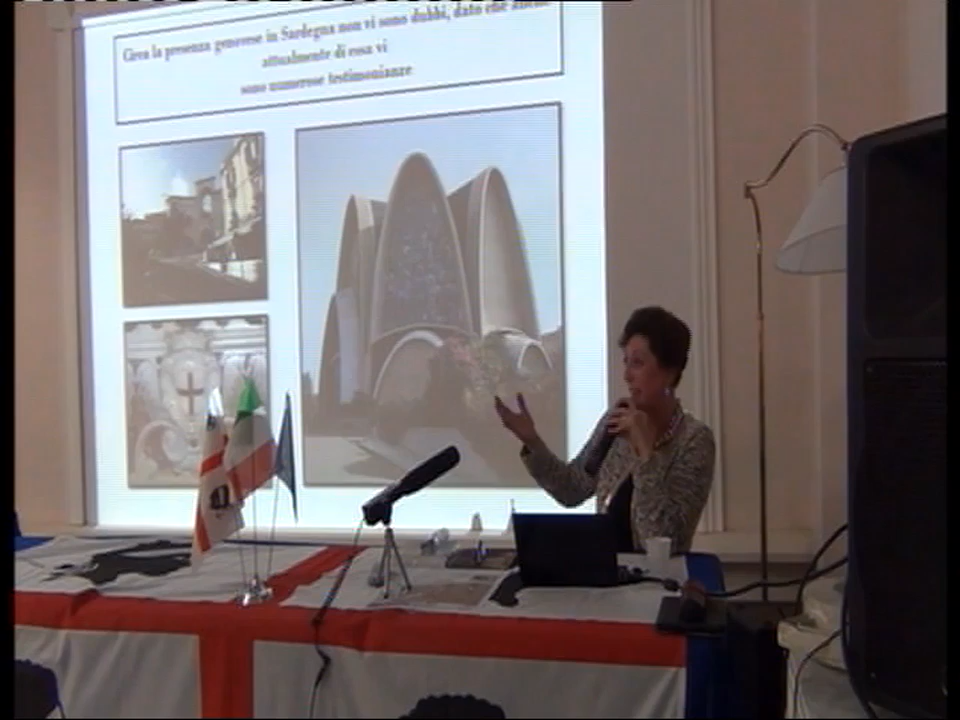 Circa la presenza genovese in Sardegna non vi sono dubbi, dato che anche
attualmente di essa vi
sono numerose testimonianze